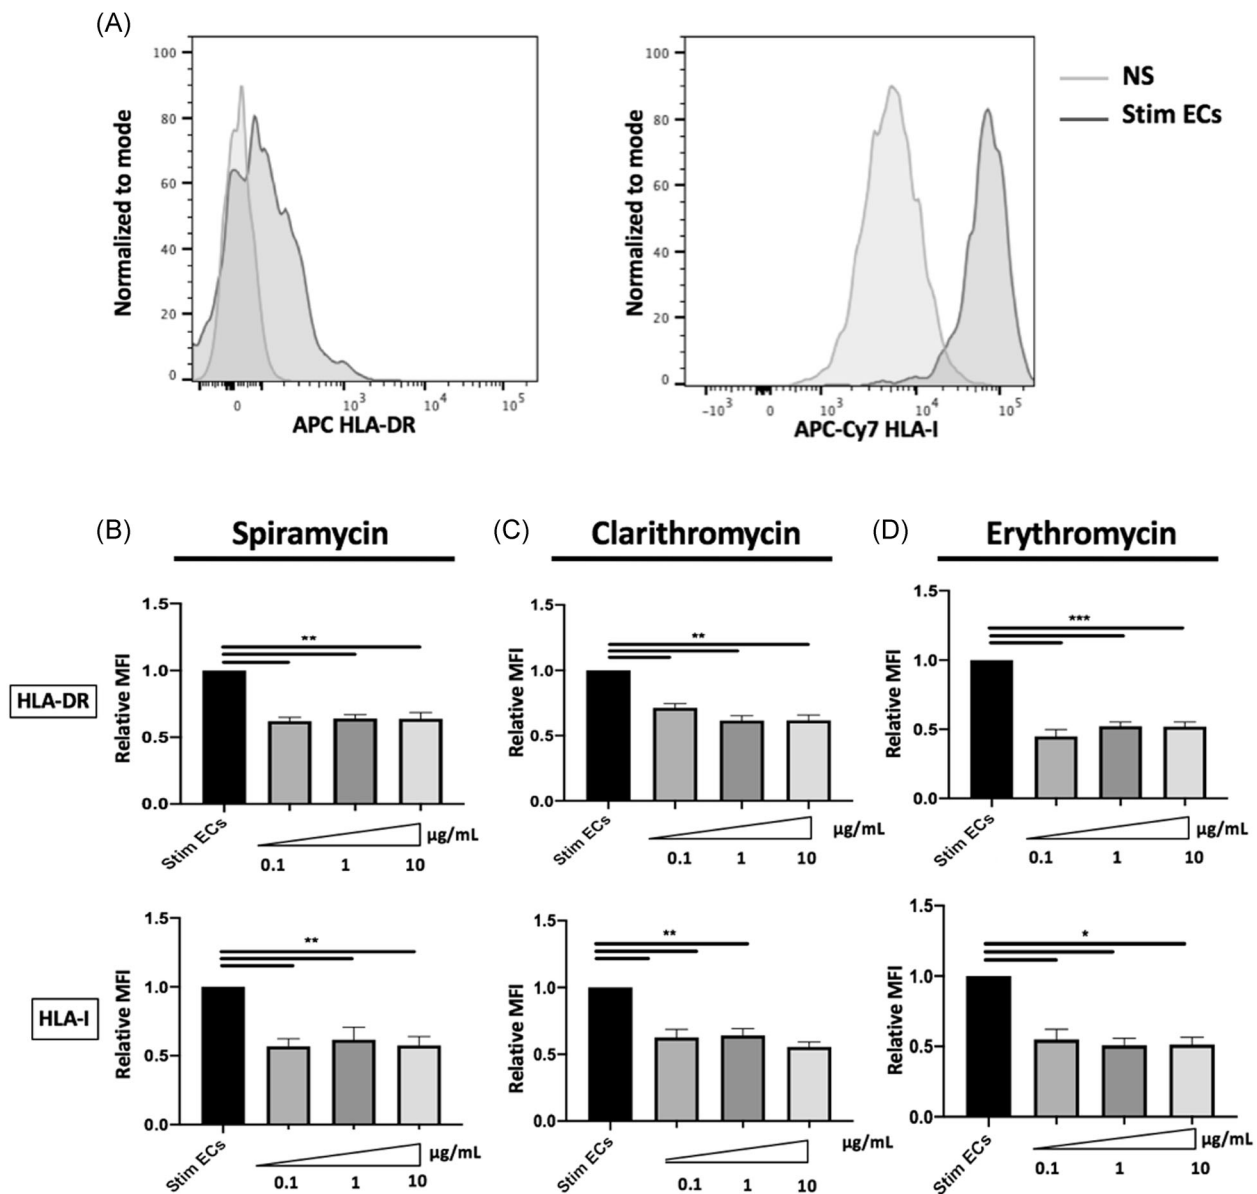 (A)
100
80
60
40
20
0
Normalized to mode
0 10³ 10⁴ 10⁵
APC HLA-DR
100
80
60
40
20
0
Normalized to mode
-10³ 0 10³ 10⁴ 10⁵
APC-Cy7 HLA-I
NS
Stim ECs
(B) Spiramycin
(C) Clarithromycin
(D) Erythromycin
HLA-DR
1.5
1.0
0.5
0.0
Relative MFI
**
Stim ECs
0.1 1 10
µg/mL
1.5
1.0
0.5
0.0
Relative MFI
**
Stim ECs
0.1 1 10
µg/mL
1.5
1.0
0.5
0.0
Relative MFI
***
Stim ECs
0.1 1 10
µg/mL
HLA-I
1.5
1.0
0.5
0.0
Relative MFI
**
Stim ECs
0.1 1 10
µg/mL
1.5
1.0
0.5
0.0
Relative MFI
**
Stim ECs
0.1 1 10
µg/mL
1.5
1.0
0.5
0.0
Relative MFI
*
Stim ECs
0.1 1 10
µg/mL